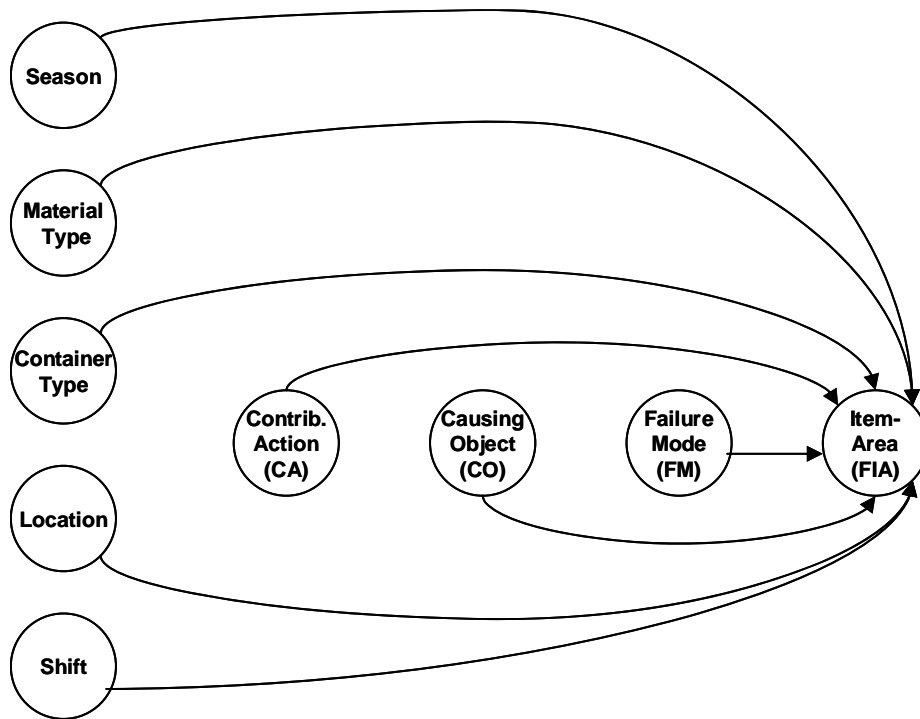 Season
Material
Type
Container
Type
Contrib.
Action
(CA)
Causing
Object
(CO)
Failure
Mode
(FM)
Item-
Area
(FIA)
Location
Shift